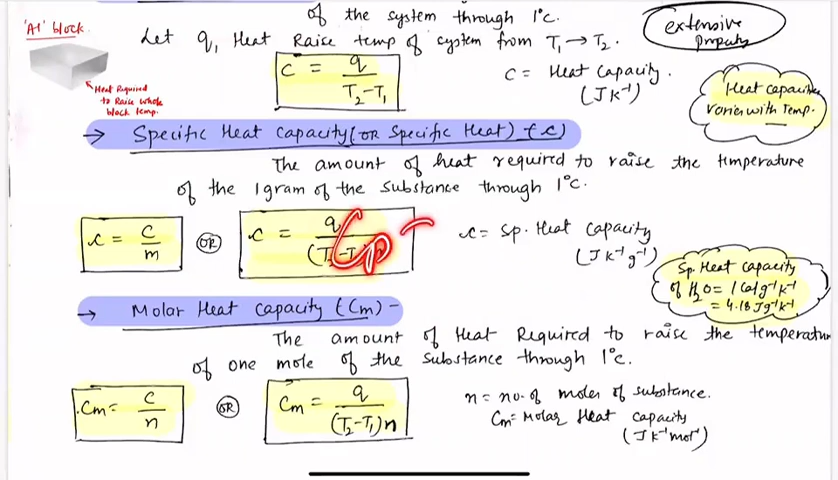 of the system through 1°c.
'Al' block
Let q, Heat Raise temp of system from T₁ → T₂.
extensive
property
C = q / T₂-T₁
C = Heat Capacity.
(JK⁻¹)
Heat Required
to Raise whole
block temp.
Heat capacities
varies with Temp.
→ Specific Heat Capacity (OR Specific Heat) (c)
The amount of heat required to raise the temperature
of the 1 gram of the substance through 1°c.
c = C / m OR c = q / (T₂-T₁)
Cp
c = Sp. Heat Capacity
(JK⁻¹g⁻¹)
Sp. Heat Capacity
of H₂O = 1 Cal g⁻¹k⁻¹
= 4.18 Jg⁻¹k⁻¹
→ Molar Heat Capacity (Cm) -
The amount of Heat Required to raise the temperatur
of one mole of the substance through 1°c.
Cm = C / n OR Cm = q / (T₂-T₁)n
n = no. of moles of substance.
Cm = Molar Heat Capacity
(JK⁻¹mol⁻¹)